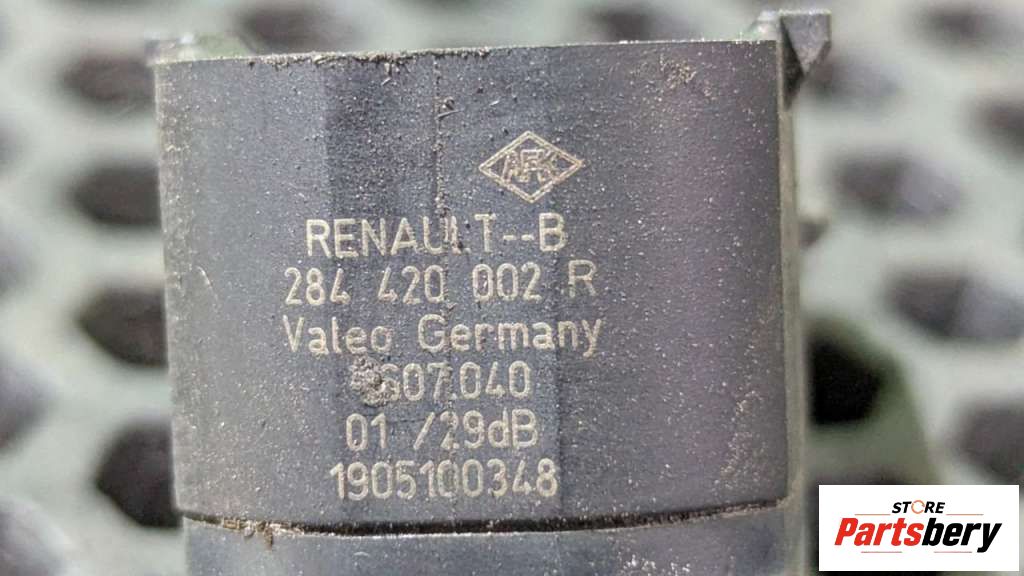 AFK
RENAULT--B
284 420 002 R
Valeo Germany
607.040
01 /29dB
1905100348
STORE
Partsbery